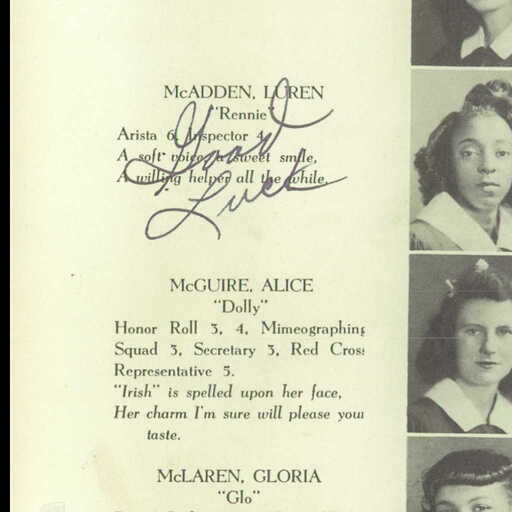 McADDEN, LUREN
"Rennie"
Arista 6, Inspector 4
A soft voice, a sweet smile,
A willing helper all the while.
Good
Luck
McGUIRE, ALICE
"Dolly"
Honor Roll 3, 4, Mimeographing
Squad 3, Secretary 3, Red Cross
Representative 5.
"Irish" is spelled upon her face,
Her charm I'm sure will please your
taste.
McLAREN, GLORIA
"Glo"